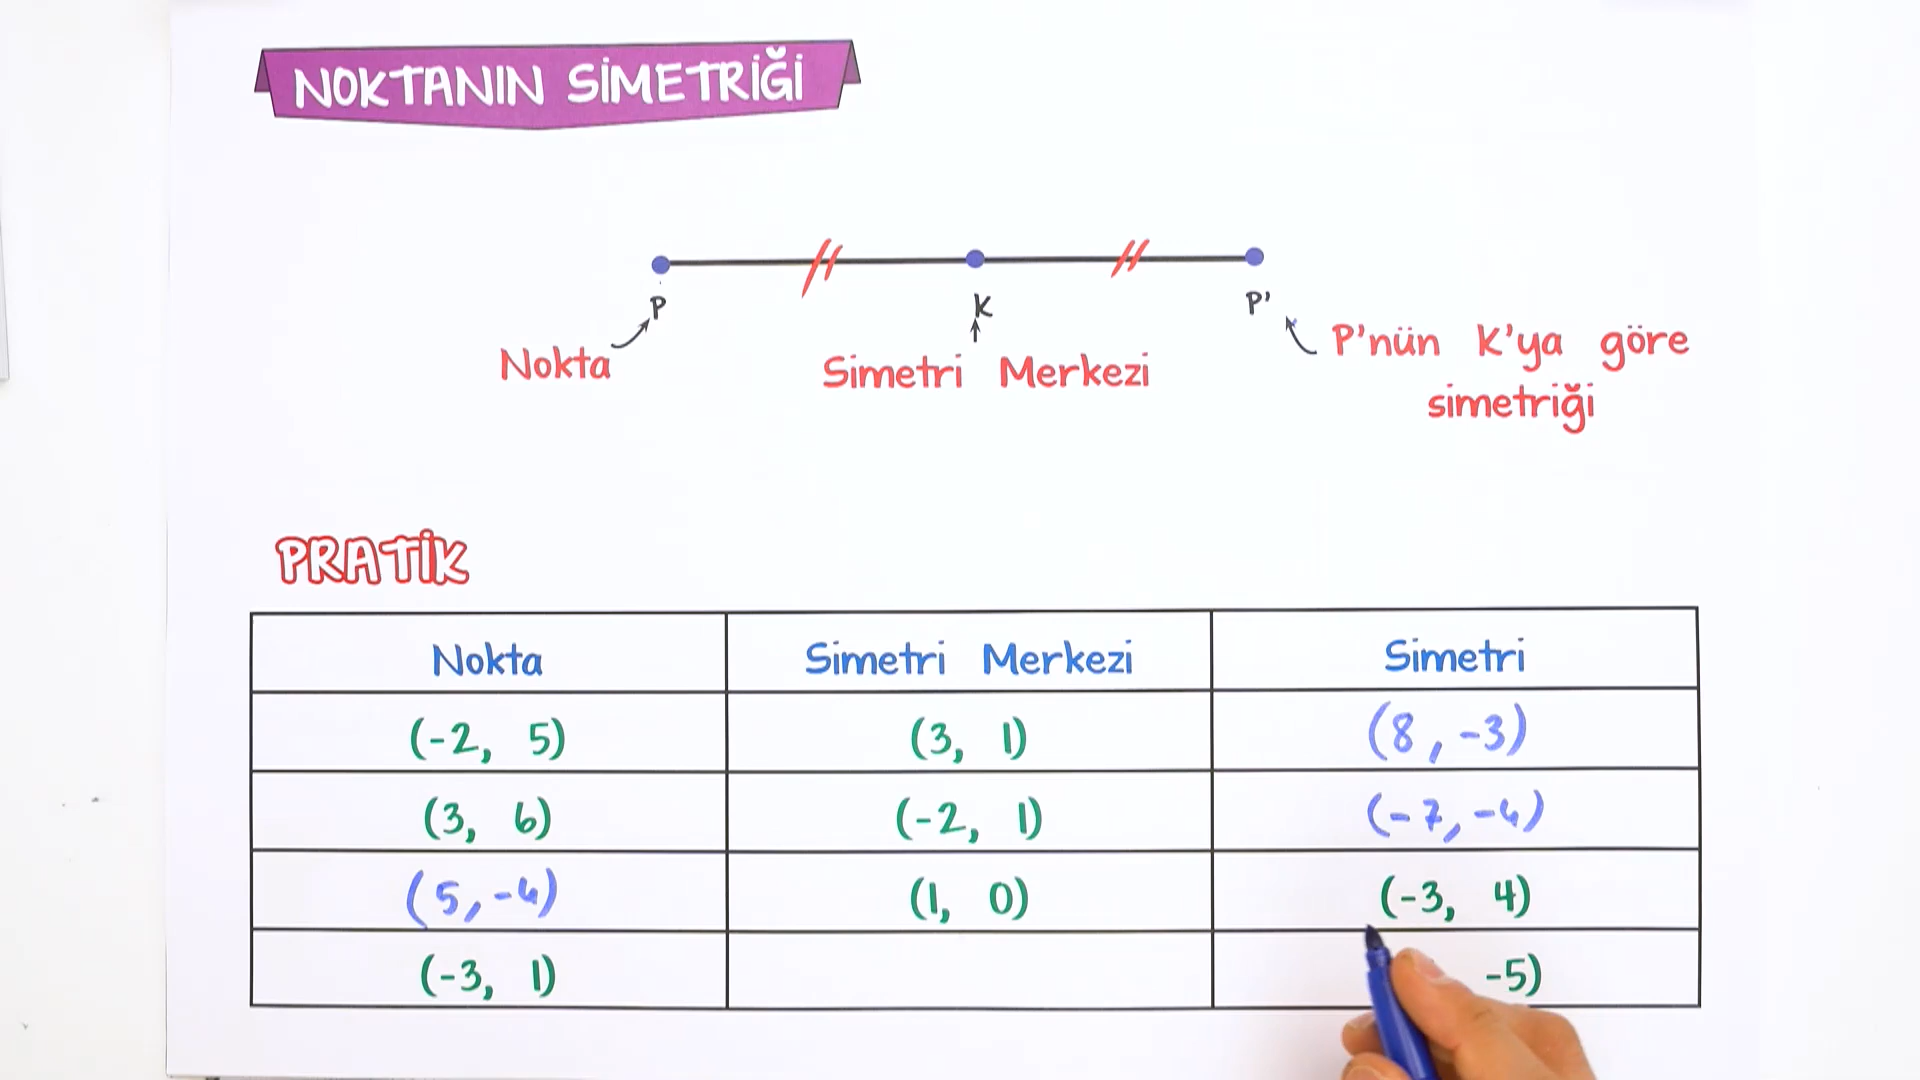 NOKTANIN SİMETRİĞİ
P K P'
Nokta Simetri Merkezi P'nün K'ya göre
simetriği
PRATİK
Nokta Simetri Merkezi Simetri
(-2, 5) (3, 1) (8, -3)
(3, 6) (-2, 1) (-7, -4)
(5, -4) (1, 0) (-3, 4)
(-3, 1) -5)